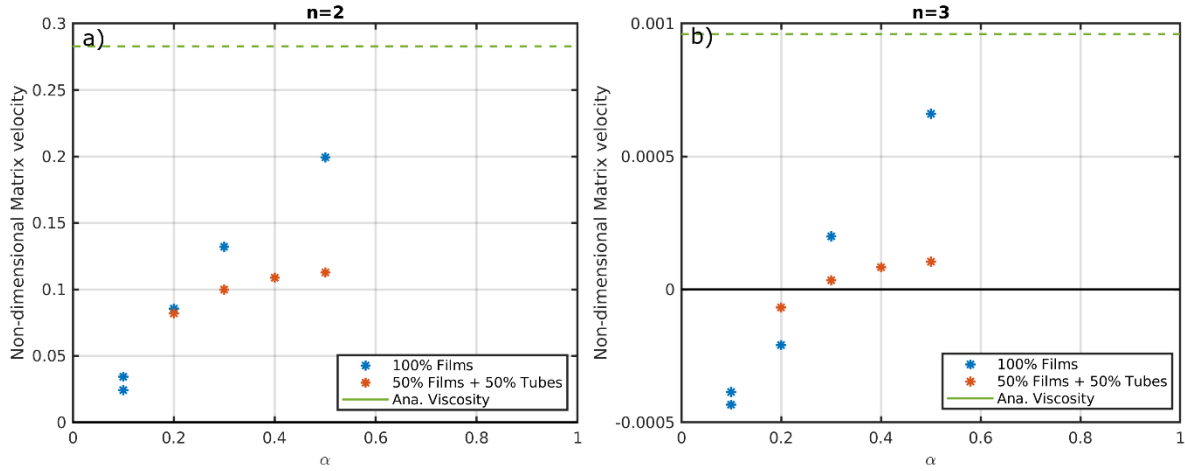 n=2
a)
0.3
0.25
0.2
0.15
0.1
0.05
0
0 0.2 0.4 0.6 0.8 1
α
Non-dimensional Matrix velocity
100% Films
50% Films + 50% Tubes
Ana. Viscosity
n=3
b)
0.001
0.0005
0
-0.0005
0 0.2 0.4 0.6 0.8 1
α
Non-dimensional Matrix velocity
100% Films
50% Films + 50% Tubes
Ana. Viscosity